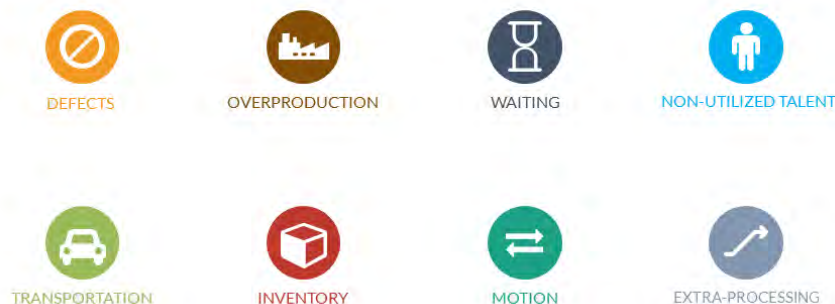 DEFECTS
OVERPRODUCTION
WAITING
NON-UTILIZED TALENT
TRANSPORTATION
INVENTORY
MOTION
EXTRA-PROCESSING